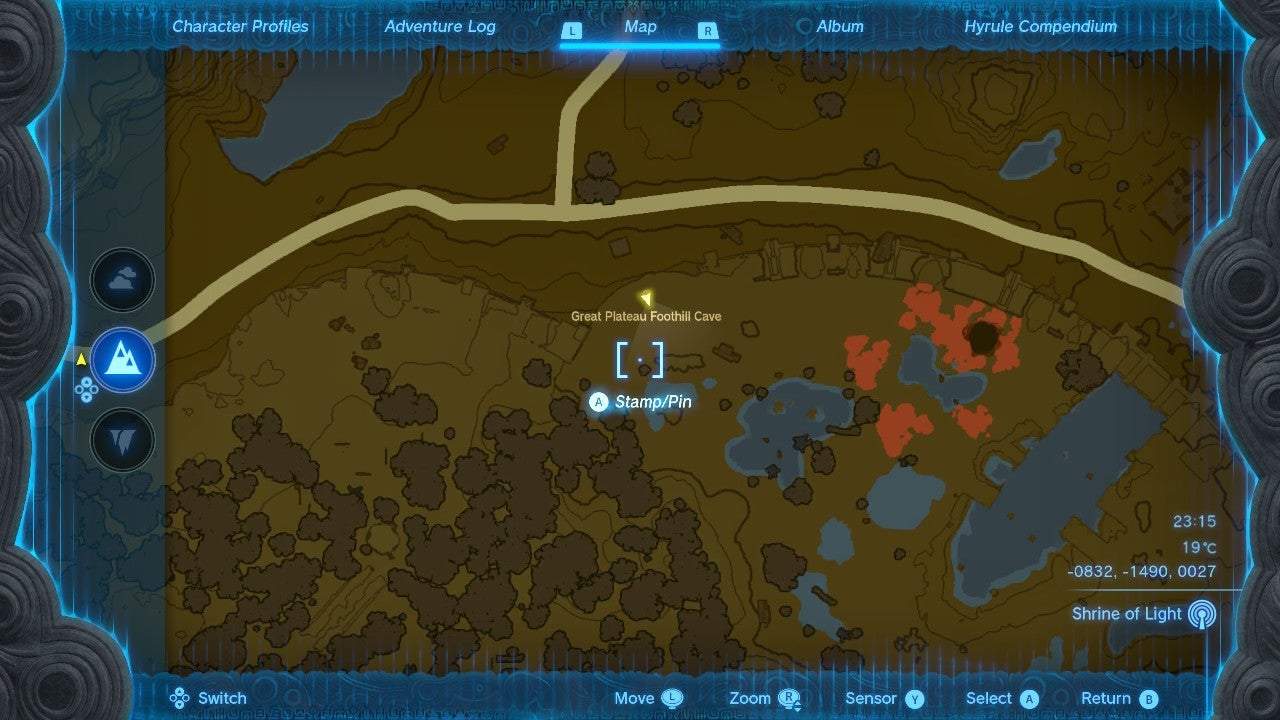 Character Profiles
Adventure Log
L
Map
R
Album
Hyrule Compendium
Great Plateau Foothill Cave
A Stamp/Pin
23:15
19°C
-0832, -1490, 0027
Shrine of Light
Switch
Move L
Zoom R
Sensor Y
Select A
Return B